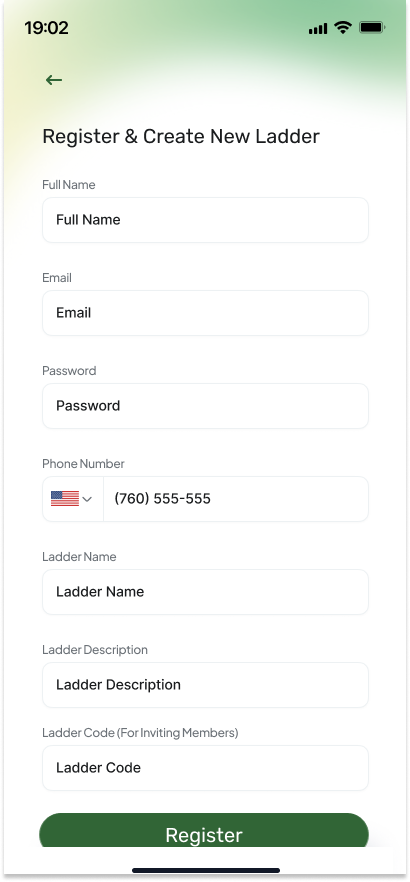 19:02
Register & Create New Ladder
Full Name
Full Name
Email
Email
Password
Password
Phone Number
(760) 555-555
Ladder Name
Ladder Name
Ladder Description
Ladder Description
Ladder Code (For Inviting Members)
Ladder Code
Register